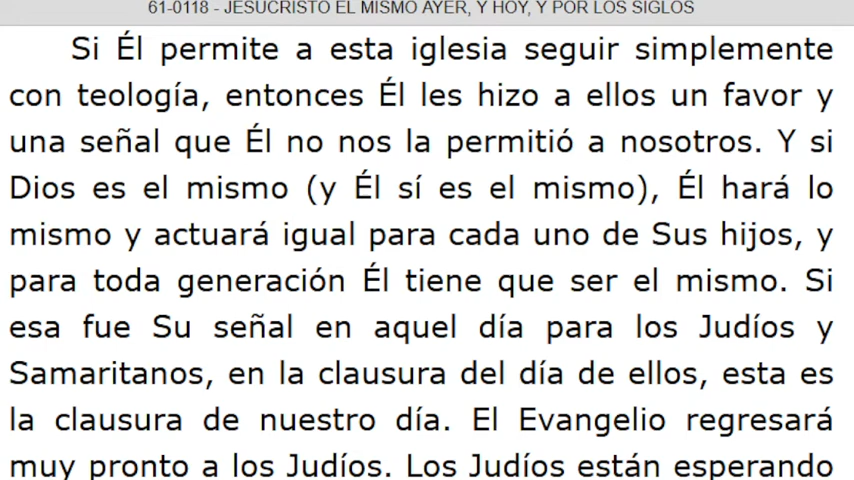 61-0118 - JESUCRISTO EL MISMO AYER, Y HOY, Y POR LOS SIGLOS
Si Él permite a esta iglesia seguir simplemente
con teología, entonces Él les hizo a ellos un favor y
una señal que Él no nos la permitió a nosotros. Y si
Dios es el mismo (y Él sí es el mismo), Él hará lo
mismo y actuará igual para cada uno de Sus hijos, y
para toda generación Él tiene que ser el mismo. Si
esa fue Su señal en aquel día para los Judíos y
Samaritanos, en la clausura del día de ellos, esta es
la clausura de nuestro día. El Evangelio regresará
muy pronto a los Judíos. Los Judíos están esperando